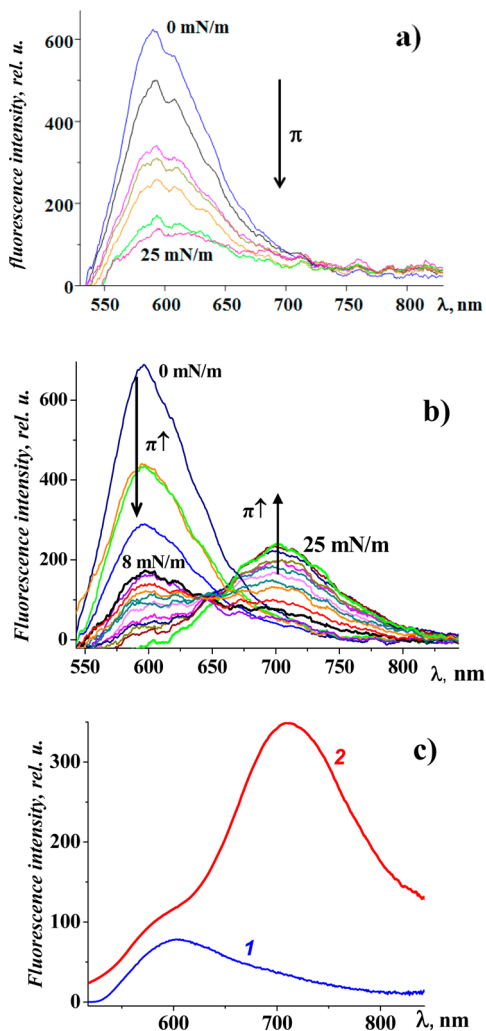 a)
0 mN/m
π
25 mN/m
fluorescence intensity, rel. u.
600
400
200
100
0
550
600
650
700
750
800
λ, nm
b)
0 mN/m
π↑
8 mN/m
π↑
25 mN/m
Fluorescence intensity, rel. u.
600
400
200
0
550
600
650
700
750
800
λ, nm
c)
2
1
Fluorescence intensity, rel. u.
300
200
100
0
600
700
800
λ, nm